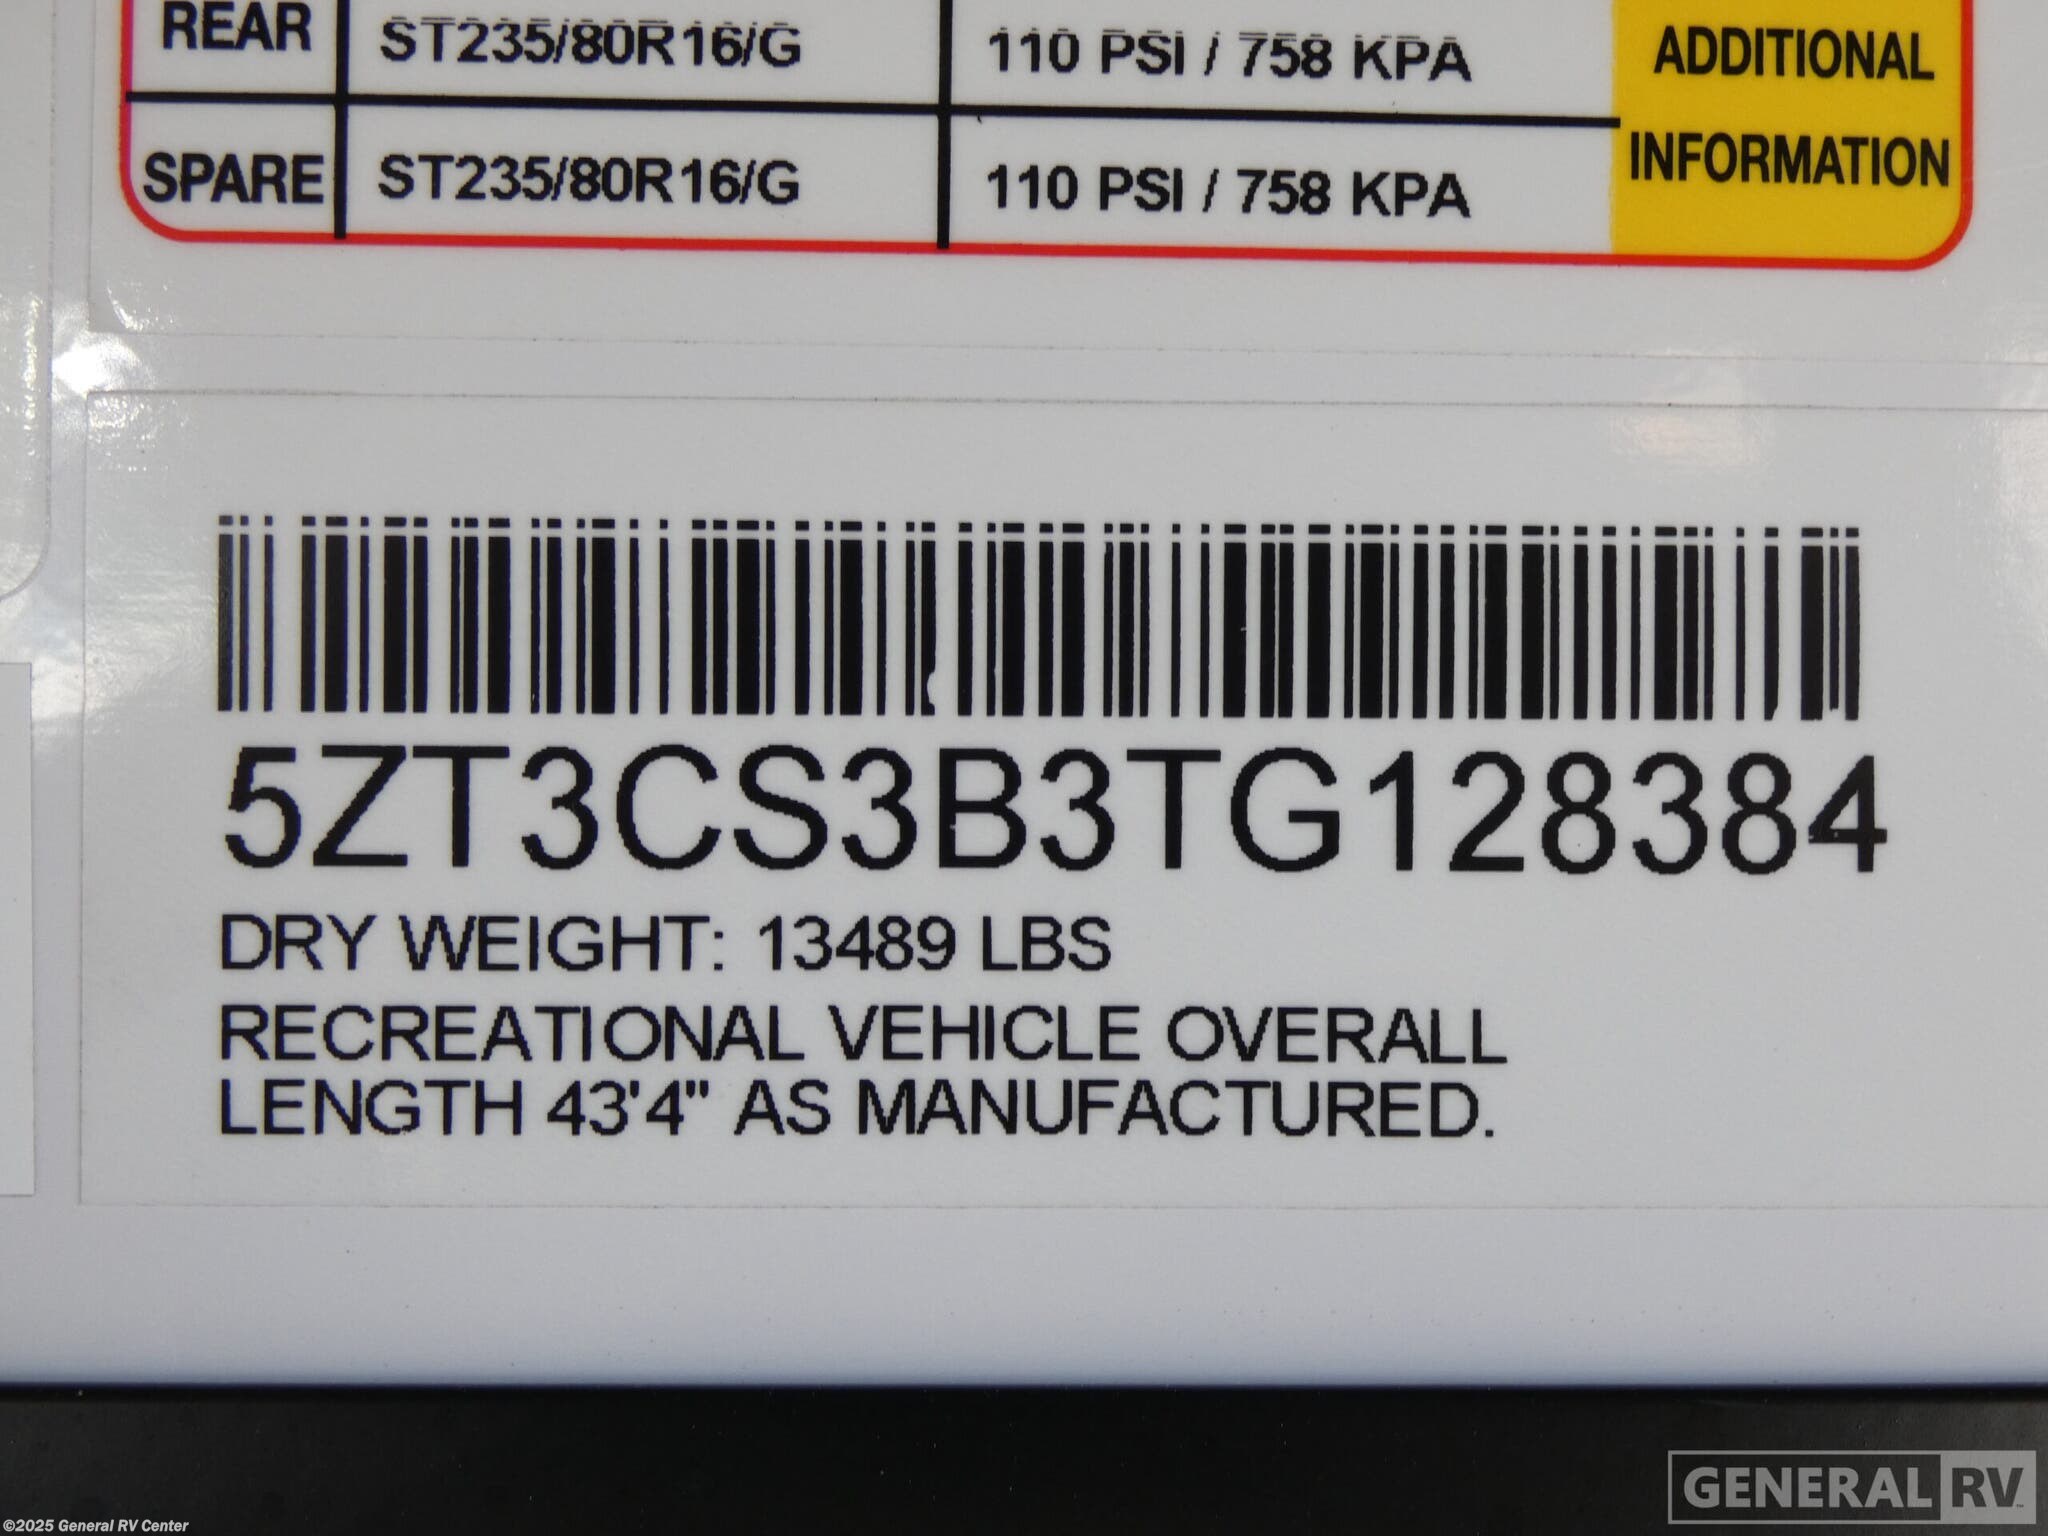 REAR ST235/80R16/G 110 PSI / 758 KPA ADDITIONAL
SPARE ST235/80R16/G 110 PSI / 758 KPA INFORMATION
5ZT3CS3B3TG128384
DRY WEIGHT: 13489 LBS
RECREATIONAL VEHICLE OVERALL
LENGTH 43'4" AS MANUFACTURED.
GENERAL RV
©2025 General RV Center